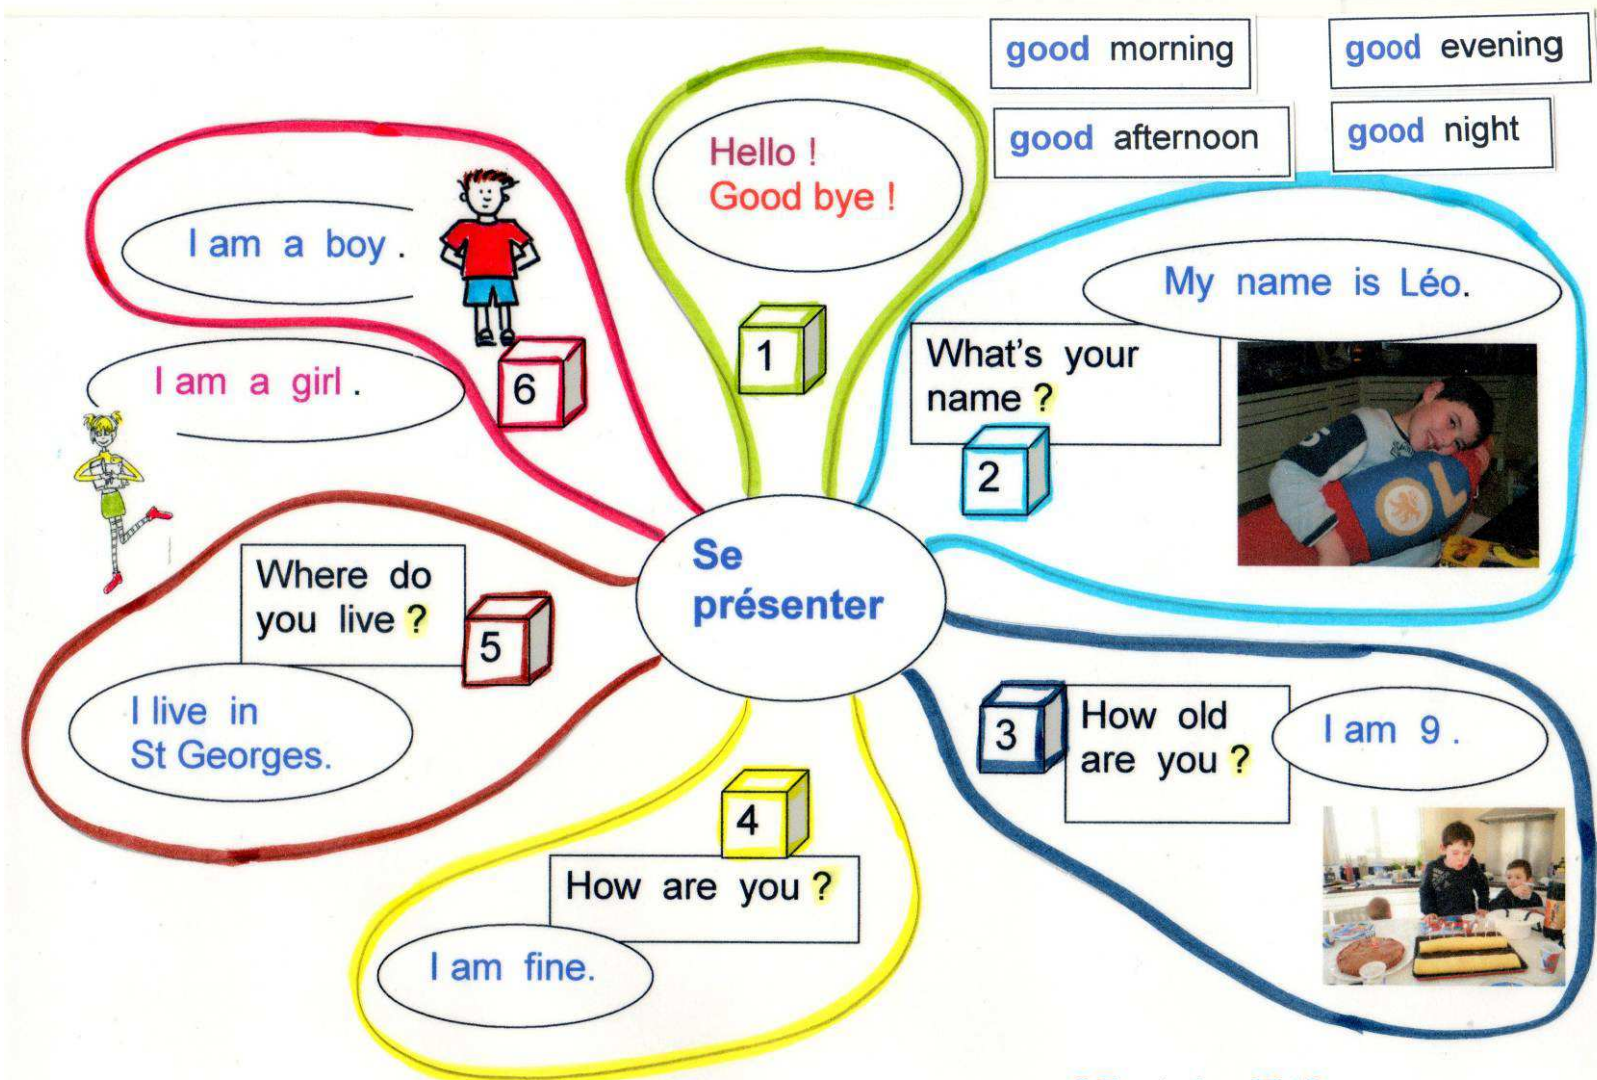 good morning
good evening
good afternoon
good night
Hello !
Good bye !
1
My name is Léo.
What's your
name ?
2
How old
are you ?
3
I am 9 .
4
How are you ?
I am fine.
Where do
you live ?
5
I live in
St Georges.
I am a boy .
I am a girl .
6
Se
présenter